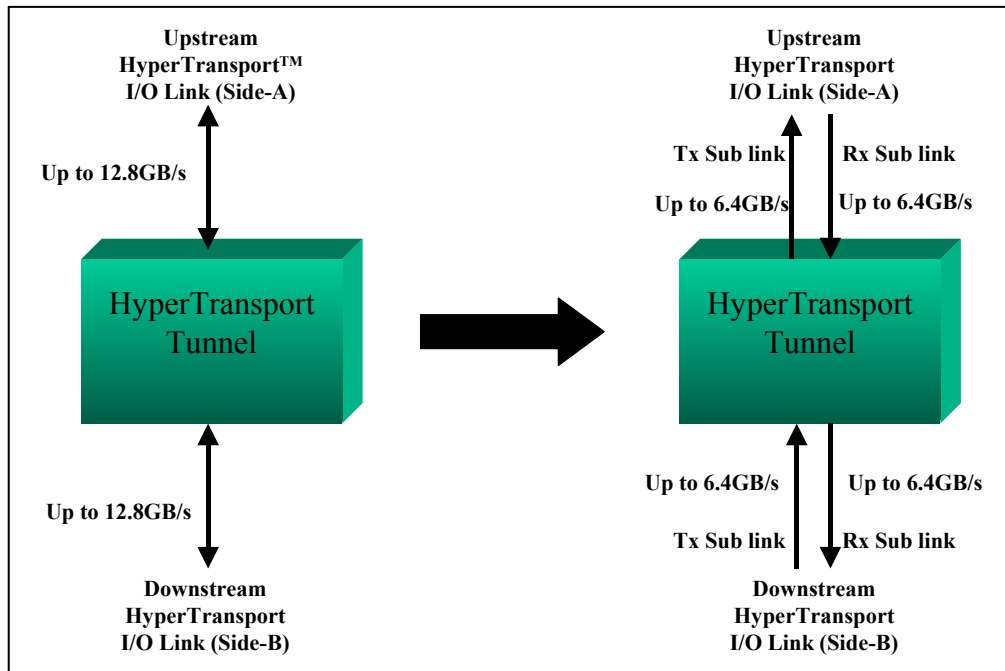 Upstream
HyperTransport™
I/O Link (Side-A)
Up to 12.8GB/s
HyperTransport
Tunnel
Up to 12.8GB/s
Downstream
HyperTransport
I/O Link (Side-B)
Upstream
HyperTransport
I/O Link (Side-A)
Tx Sub link
Rx Sub link
Up to 6.4GB/s
Up to 6.4GB/s
HyperTransport
Tunnel
Up to 6.4GB/s
Up to 6.4GB/s
Tx Sub link
Rx Sub link
Downstream
HyperTransport
I/O Link (Side-B)